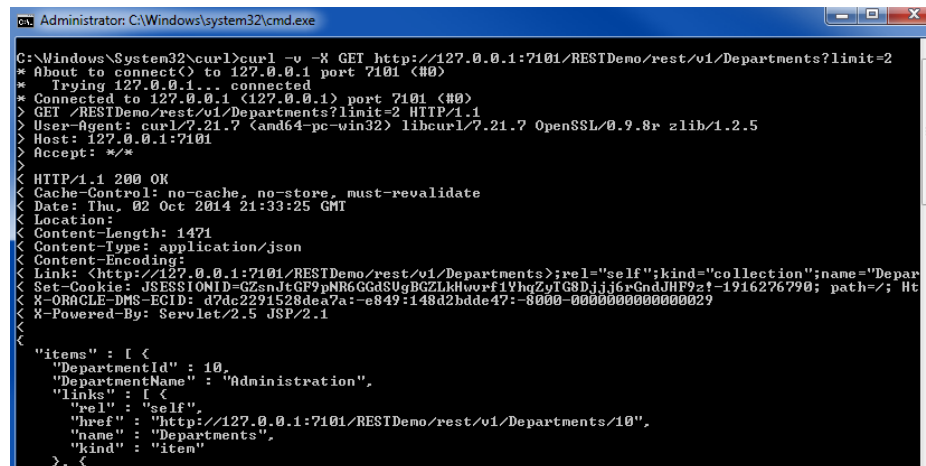 Administrator: C:\Windows\system32\cmd.exe
C:\Windows\System32\curl>curl -v -X GET http://127.0.0.1:7101/RESTDemo/rest/v1/Departments?limit=2
* About to connect() to 127.0.0.1 port 7101 (#0)
*   Trying 127.0.0.1... connected
* Connected to 127.0.0.1 (127.0.0.1) port 7101 (#0)
> GET /RESTDemo/rest/v1/Departments?limit=2 HTTP/1.1
> User-Agent: curl/7.21.7 (amd64-pc-win32) libcurl/7.21.7 OpenSSL/0.9.8r zlib/1.2.5
> Host: 127.0.0.1:7101
> Accept: */*
>
< HTTP/1.1 200 OK
< Cache-Control: no-cache, no-store, must-revalidate
< Date: Thu, 02 Oct 2014 21:33:25 GMT
< Location:
< Content-Length: 1471
< Content-Type: application/json
< Content-Encoding:
< Link: <http://127.0.0.1:7101/RESTDemo/rest/v1/Departments>;rel="self";kind="collection";name="Depar
< Set-Cookie: JSESSIONID=GZsnJtGF9pNR6GGdSVgBGZLkHwvrf1YhqZyTG8Djjj6rGndJHF9z!-1916276790; path=/; Ht
< X-ORACLE-DMS-ECID: d7dc2291528dea7a:-e849:148d2bdde47:-8000-0000000000000029
< X-Powered-By: Servlet/2.5 JSP/2.1
<
{
  "items" : [ {
    "DepartmentId" : 10,
    "DepartmentName" : "Administration",
    "links" : [ {
      "rel" : "self",
      "href" : "http://127.0.0.1:7101/RESTDemo/rest/v1/Departments/10",
      "name" : "Departments",
      "kind" : "item"
    }, {